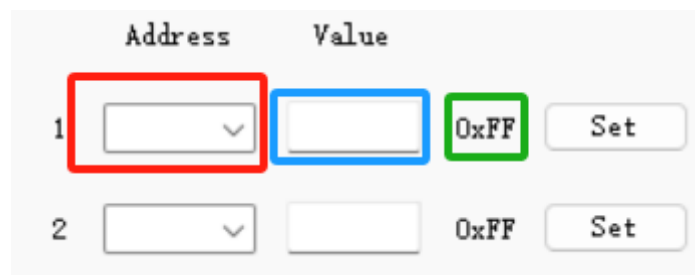 Address Value
1 0xFF Set
2 0xFF Set